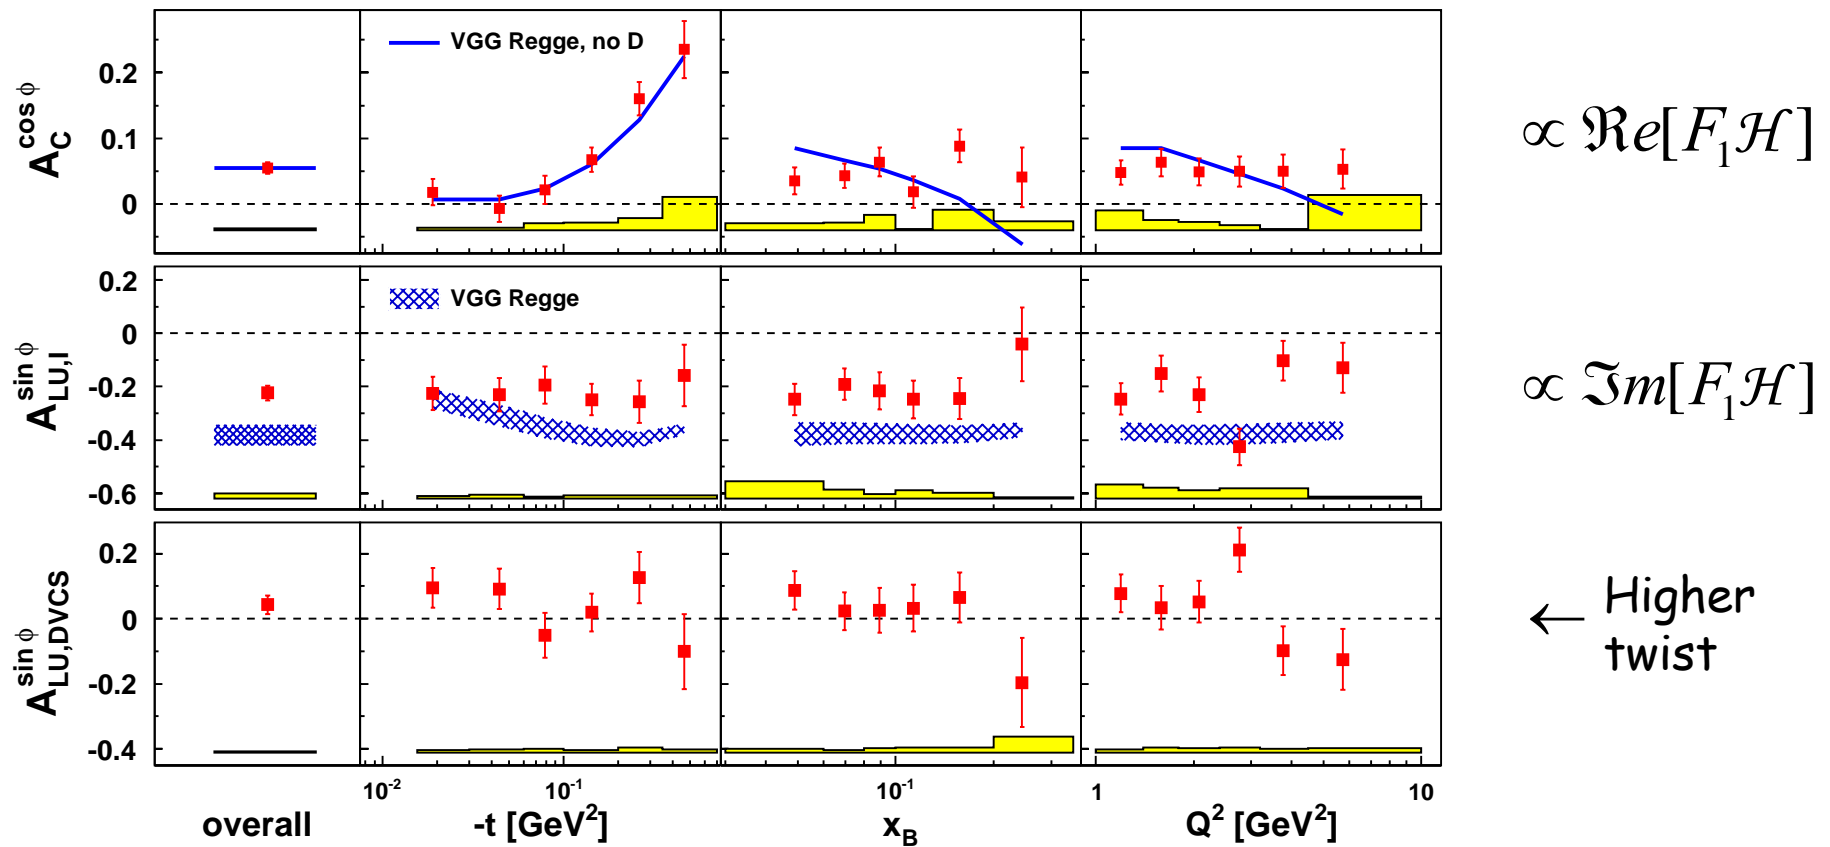 A_C^{cos ϕ}
0.2
0.1
0
VGG Regge, no D
∝ ℜe[F₁ℋ]
A_{LU,I}^{sin ϕ}
0.2
0
-0.2
-0.4
-0.6
VGG Regge
∝ ℑm[F₁ℋ]
A_{LU,DVCS}^{sin ϕ}
0.2
0
-0.2
-0.4
← Higher
twist
10⁻² 10⁻¹ 10⁻¹ 1 10
overall -t [GeV²] x_B Q² [GeV²]